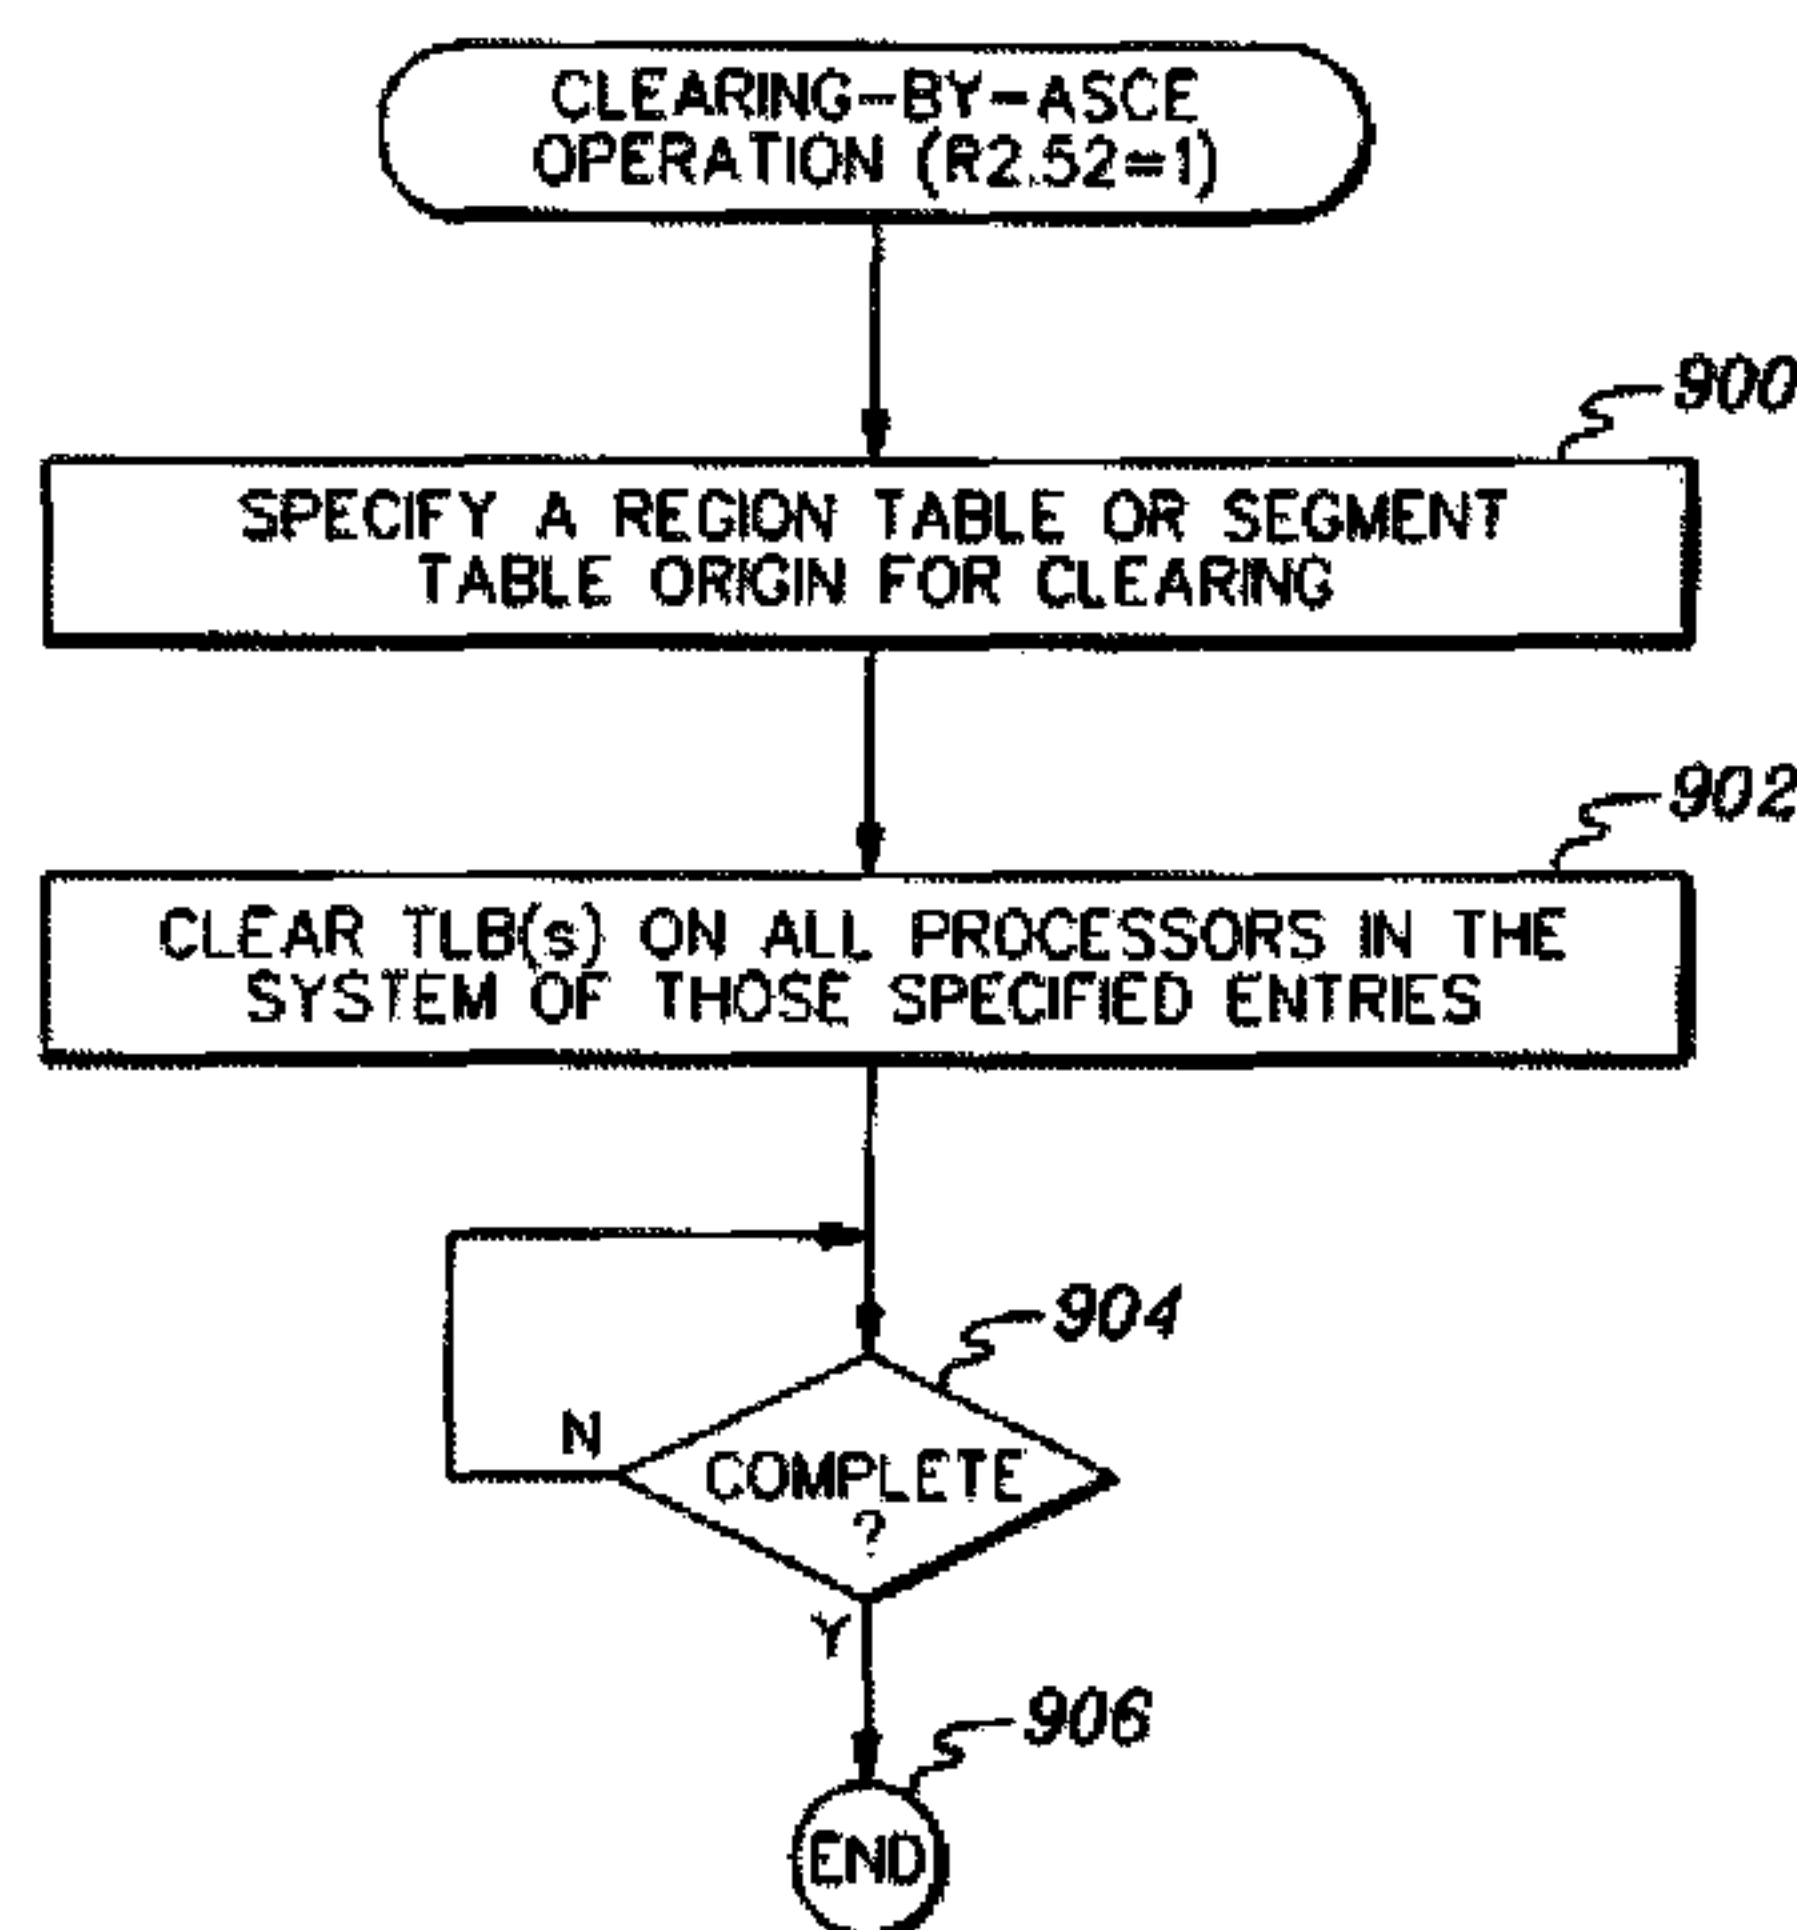 CLEARING-BY-ASCE
OPERATION (R2.52=1)
900
SPECIFY A REGION TABLE OR SEGMENT
TABLE ORIGIN FOR CLEARING
902
CLEAR TLB(s) ON ALL PROCESSORS IN THE
SYSTEM OF THOSE SPECIFIED ENTRIES
904
N
COMPLETE
?
Y
906
END